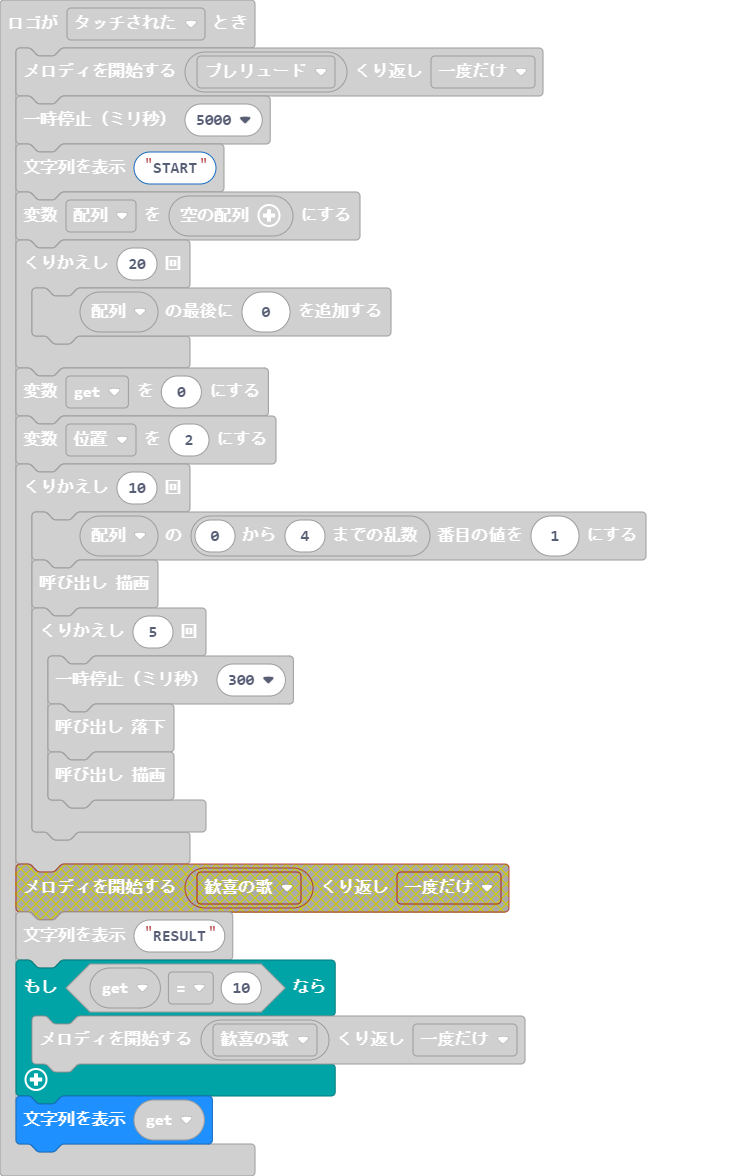 ロゴが タッチされた とき
メロディを開始する プレリュード くり返し 一度だけ
一時停止（ミリ秒） 5000
文字列を表示 "START"
変数 配列 を 空の配列 にする
くりかえし 20 回
配列 の最後に 0 を追加する
変数 get を 0 にする
変数 位置 を 2 にする
くりかえし 10 回
配列 の 0 から 4 までの乱数 番目の値を 1 にする
呼び出し 描画
くりかえし 5 回
一時停止（ミリ秒） 300
呼び出し 落下
呼び出し 描画
メロディを開始する 歓喜の歌 くり返し 一度だけ
文字列を表示 "RESULT"
もし get = 10 なら
メロディを開始する 歓喜の歌 くり返し 一度だけ
文字列を表示 get